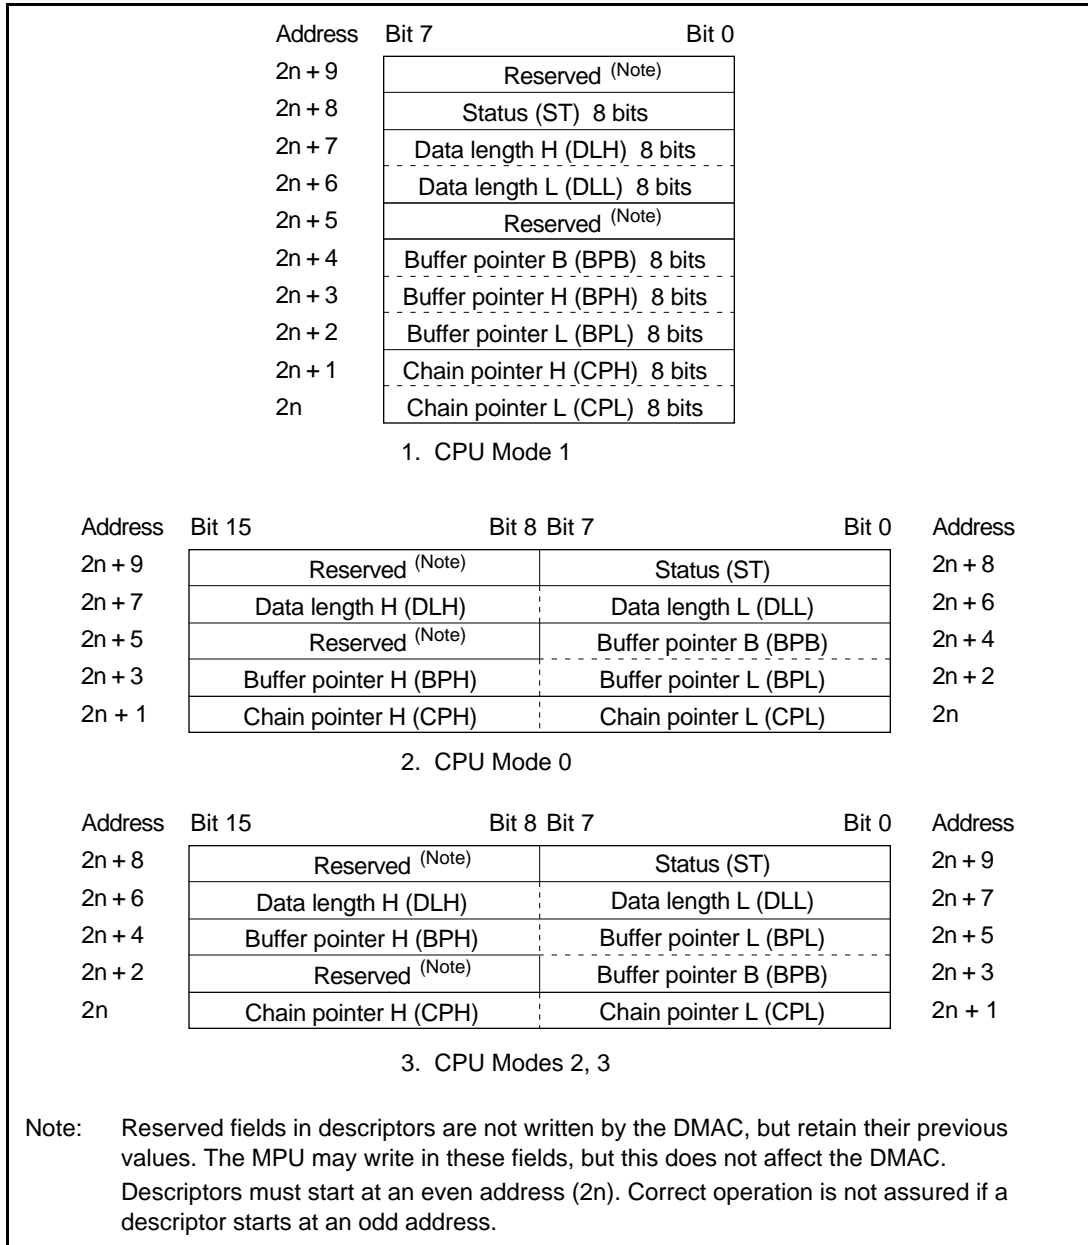 Address Bit 7 Bit 0
2n + 9 Reserved (Note)
2n + 8 Status (ST) 8 bits
2n + 7 Data length H (DLH) 8 bits
2n + 6 Data length L (DLL) 8 bits
2n + 5 Reserved (Note)
2n + 4 Buffer pointer B (BPB) 8 bits
2n + 3 Buffer pointer H (BPH) 8 bits
2n + 2 Buffer pointer L (BPL) 8 bits
2n + 1 Chain pointer H (CPH) 8 bits
2n Chain pointer L (CPL) 8 bits
1. CPU Mode 1
Address Bit 15 Bit 8 Bit 7 Bit 0 Address
2n + 9 Reserved (Note) Status (ST) 2n + 8
2n + 7 Data length H (DLH) Data length L (DLL) 2n + 6
2n + 5 Reserved (Note) Buffer pointer B (BPB) 2n + 4
2n + 3 Buffer pointer H (BPH) Buffer pointer L (BPL) 2n + 2
2n + 1 Chain pointer H (CPH) Chain pointer L (CPL) 2n
2. CPU Mode 0
Address Bit 15 Bit 8 Bit 7 Bit 0 Address
2n + 8 Reserved (Note) Status (ST) 2n + 9
2n + 6 Data length H (DLH) Data length L (DLL) 2n + 7
2n + 4 Buffer pointer H (BPH) Buffer pointer L (BPL) 2n + 5
2n + 2 Reserved (Note) Buffer pointer B (BPB) 2n + 3
2n Chain pointer H (CPH) Chain pointer L (CPL) 2n + 1
3. CPU Modes 2, 3
Note: Reserved fields in descriptors are not written by the DMAC, but retain their previous
values. The MPU may write in these fields, but this does not affect the DMAC.
Descriptors must start at an even address (2n). Correct operation is not assured if a
descriptor starts at an odd address.